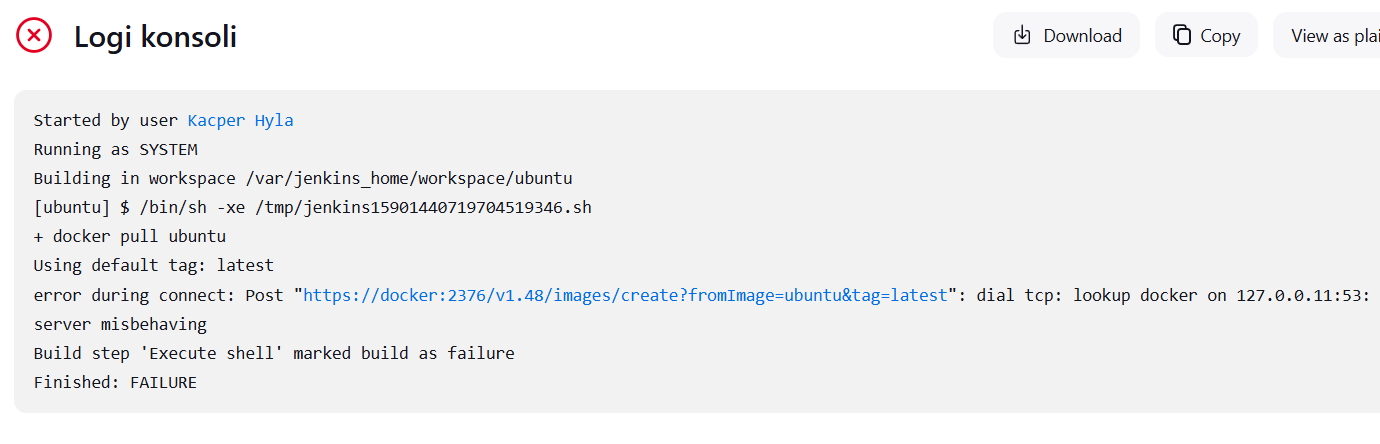 Logi konsoli
Download
Copy
View as plai
Started by user Kacper Hyla
Running as SYSTEM
Building in workspace /var/jenkins_home/workspace/ubuntu
[ubuntu] $ /bin/sh -xe /tmp/jenkins15901440719704519346.sh
+ docker pull ubuntu
Using default tag: latest
error during connect: Post "https://docker:2376/v1.48/images/create?fromImage=ubuntu&tag=latest": dial tcp: lookup docker on 127.0.0.11:53:
server misbehaving
Build step 'Execute shell' marked build as failure
Finished: FAILURE